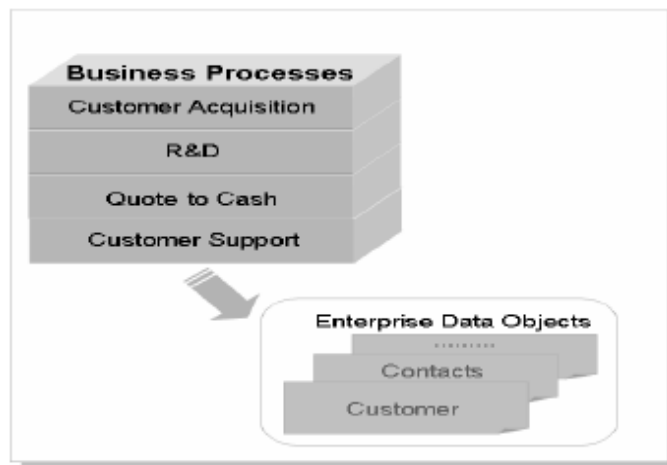 Business Processes
Customer Acquisition
R&D
Quote to Cash
Customer Support
Enterprise Data Objects
.........
Contacts
Customer